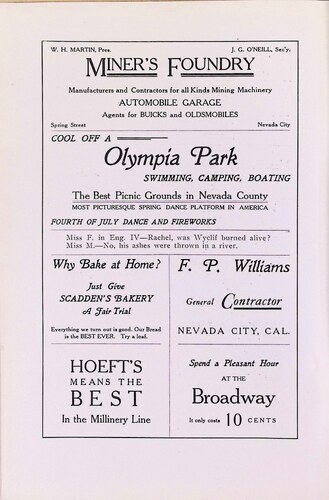 W. H. MARTIN, Pres. J. G. O'NEILL, Sec'y.
MINER'S FOUNDRY
Manufacturers and Contractors for all Kinds Mining Machinery
AUTOMOBILE GARAGE
Agents for BUICKS and OLDSMOBILES
Spring Street Nevada City
COOL OFF A
Olympia Park
SWIMMING, CAMPING, BOATING
The Best Picnic Grounds in Nevada County
MOST PICTURESQUE SPRING DANCE PLATFORM IN AMERICA
FOURTH OF JULY DANCE AND FIREWORKS
Miss F. in Eng. IV—Rachel, was Wyclif burned alive?
Miss M.—No, his ashes were thrown in a river.
Why Bake at Home?
Just Give
SCADDEN'S BAKERY
A Fair Trial
Everything we turn out is good. Our Bread
is the BEST EVER. Try a loaf.
F. P. Williams
General Contractor
NEVADA CITY, CAL.
HOEFT'S
MEANS THE
BEST
In the Millinery Line
Spend a Pleasant Hour
AT THE
Broadway
It only costs 10 CENTS